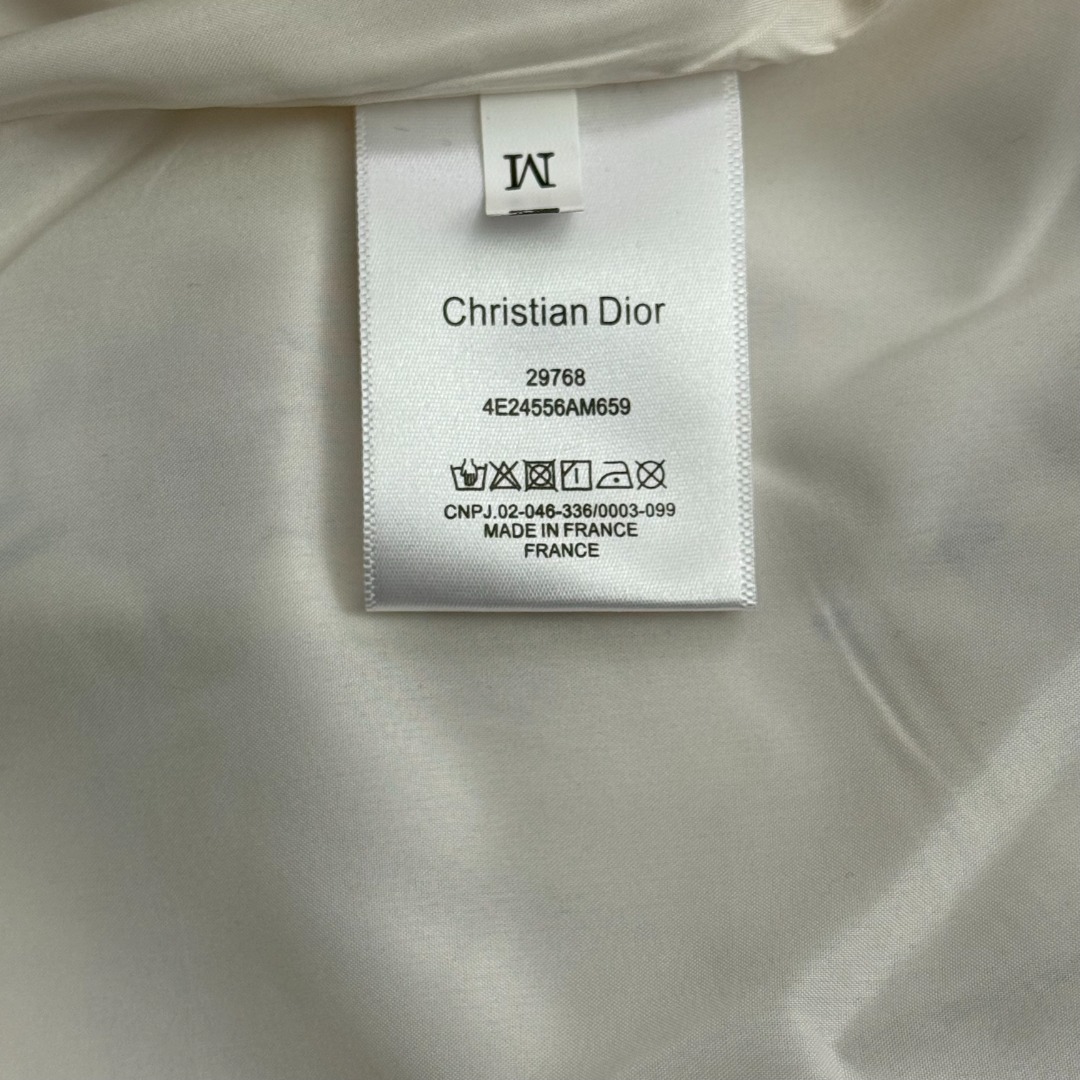 M
Christian Dior
29768
4E24556AM659
CNPJ.02-046-336/0003-099
MADE IN FRANCE
FRANCE